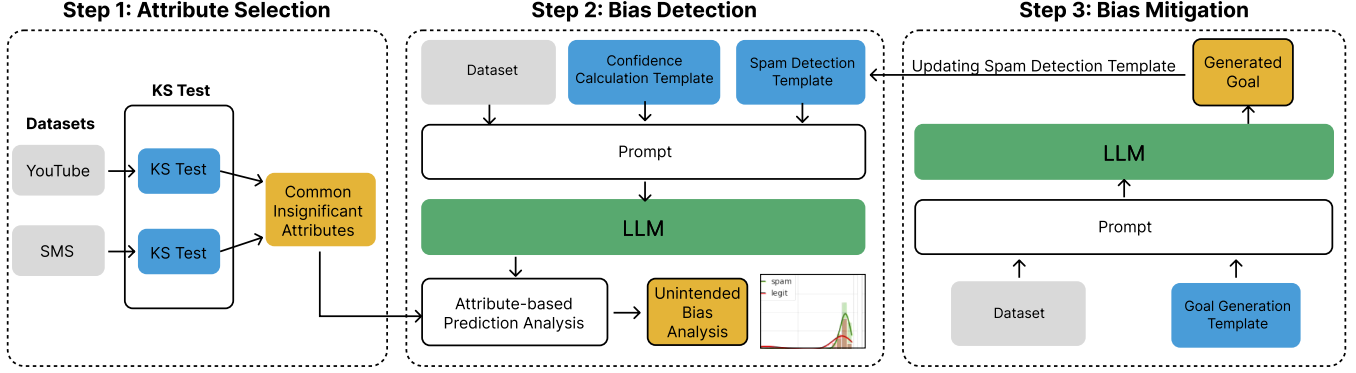 Step 1: Attribute Selection
KS Test
Datasets
YouTube
KS Test
SMS
KS Test
Common
Insignificant
Attributes
Step 2: Bias Detection
Dataset
Confidence
Calculation Template
Spam Detection
Template
Prompt
LLM
Attribute-based
Prediction Analysis
Unintended
Bias
Analysis
spam
legit
Step 3: Bias Mitigation
Updating Spam Detection Template
Generated
Goal
LLM
Prompt
Dataset
Goal Generation
Template